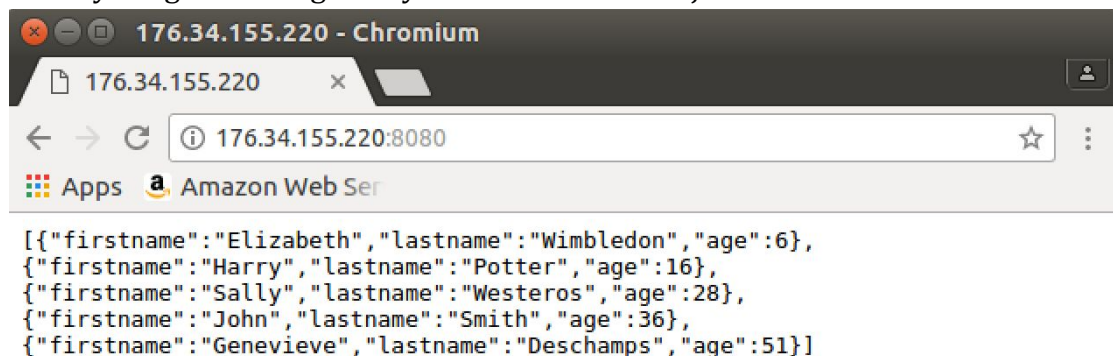 176.34.155.220 - Chromium
176.34.155.220
176.34.155.220:8080
Apps Amazon Web Ser
[{"firstname":"Elizabeth","lastname":"Wimbledon","age":6},
{"firstname":"Harry","lastname":"Potter","age":16},
{"firstname":"Sally","lastname":"Westeros","age":28},
{"firstname":"John","lastname":"Smith","age":36},
{"firstname":"Genevieve","lastname":"Deschamps","age":51}]